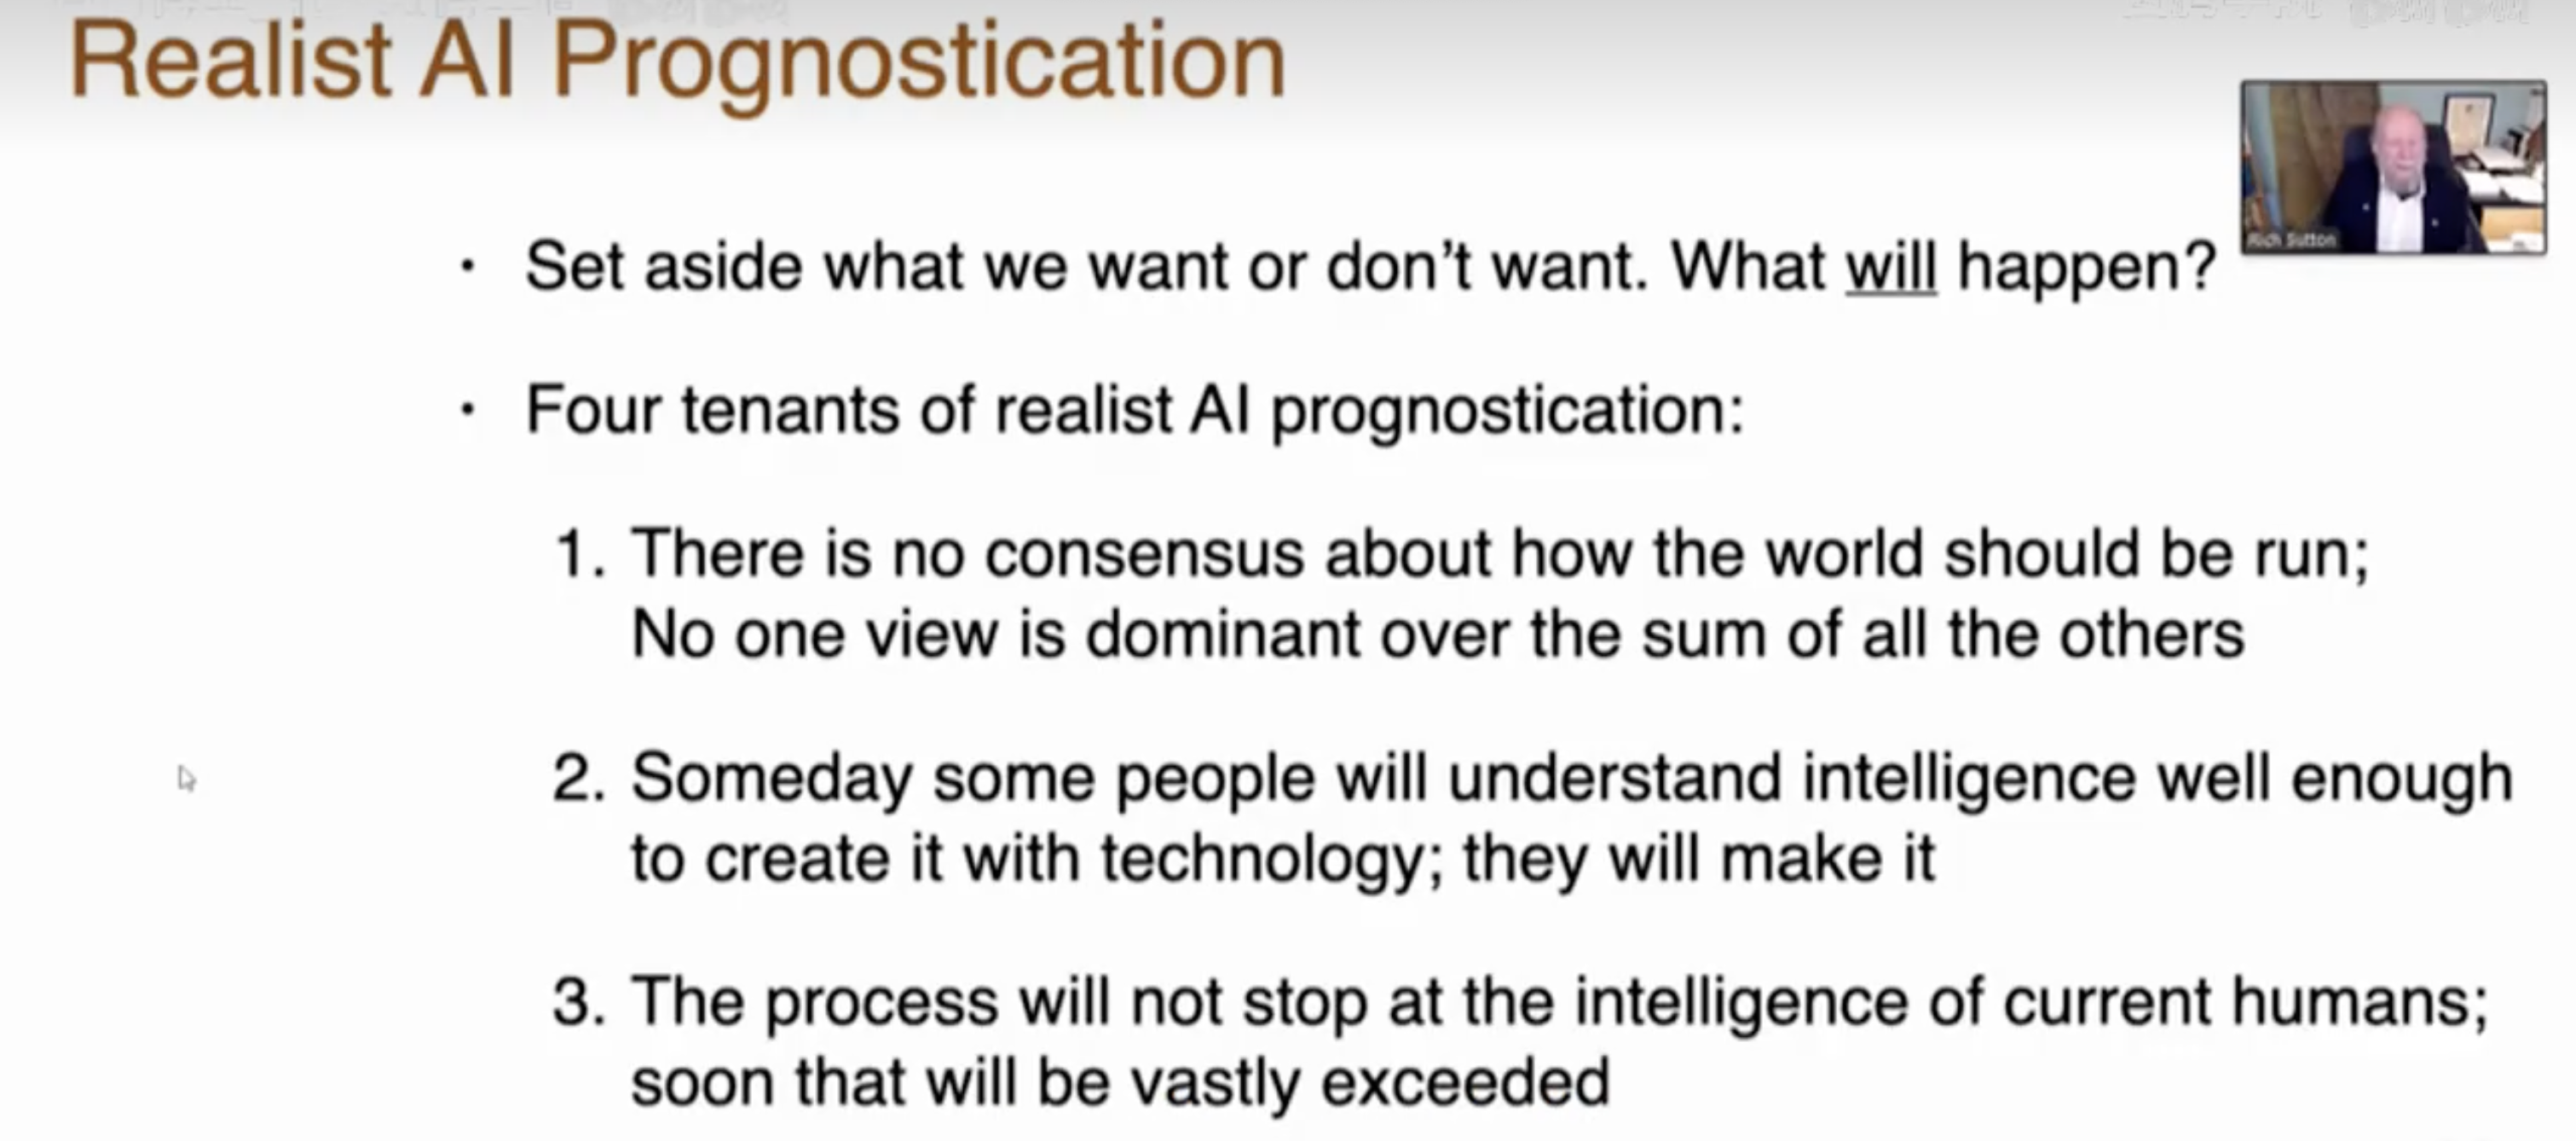 Realist AI Prognostication
Rich Sutton
· Set aside what we want or don’t want. What will happen?
· Four tenants of realist AI prognostication:
1. There is no consensus about how the world should be run;
No one view is dominant over the sum of all the others
2. Someday some people will understand intelligence well enough
to create it with technology; they will make it
3. The process will not stop at the intelligence of current humans;
soon that will be vastly exceeded